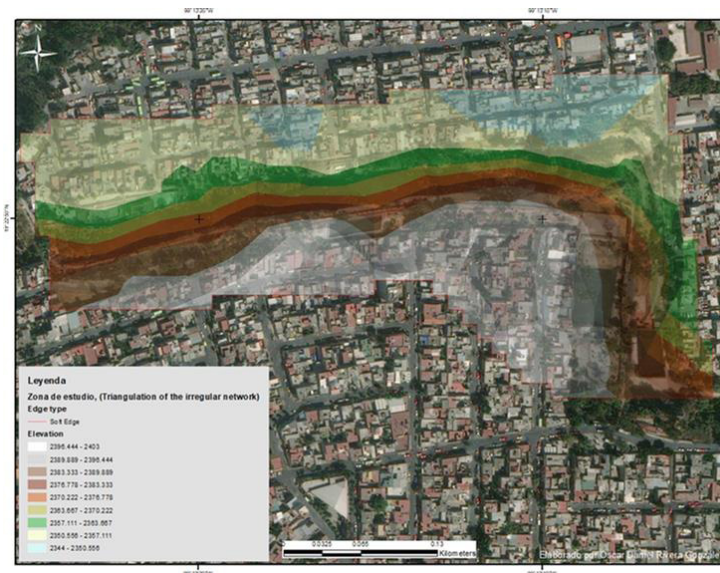 99°13'20"W
99°13'10"W
N
Leyenda
Zona de estudio, (Triangulation of the irregular network)
Edge type
Soft Edge
Elevation
2396.444 - 2403
2389.889 - 2396.444
2383.333 - 2389.889
2376.778 - 2383.333
2370.222 - 2376.778
2363.667 - 2370.222
2357.111 - 2363.667
2350.556 - 2357.111
2344 - 2350.556
0 0.0325 0.065 0.13
Kilometers
Elaborado por: Oscar Daniel Rivera González